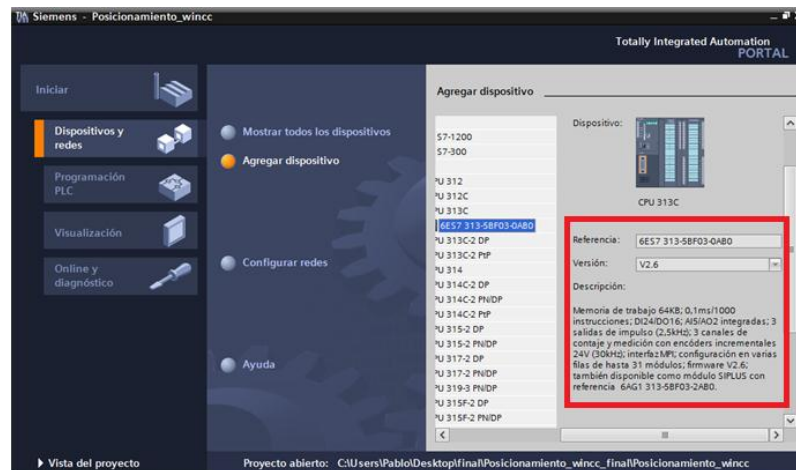 Siemens - Posicionamiento_wincc
Totally Integrated Automation
PORTAL
Iniciar
Dispositivos y
redes
Programación
PLC
Visualización
Online y
diagnóstico
Mostrar todos los dispositivos
Agregar dispositivo
Configurar redes
Ayuda
Agregar dispositivo
S7-1200
S7-300
PU 312
PU 312C
PU 313C
6ES7 313-5BF03-0AB0
PU 313C-2 DP
PU 313C-2 PtP
PU 314
PU 314C-2 DP
PU 314C-2 PN/DP
PU 314C-2 PtP
PU 315-2 DP
PU 315-2 PN/DP
PU 317-2 DP
PU 317-2 PN/DP
PU 319-3 PN/DP
PU 315F-2 DP
PU 315F-2 PN/DP
Dispositivo:
CPU 313C
Referencia: 6ES7 313-5BF03-0AB0
Versión: V2.6
Descripción:
Memoria de trabajo 64KB; 0,1ms/1000
instrucciones; DI24/DO16; AI5/AO2 integradas; 3
salidas de impulso (2,5kHz); 3 canales de
contaje y medición con encóders incrementales
24V (30kHz); interfaz MPI; configuración en varias
filas de hasta 31 módulos; firmware V2.6;
también disponible como módulo SIPLUS con
referencia 6AG1 313-5BF03-2AB0.
Vista del proyecto
Proyecto abierto: C:\Users\Pablo\Desktop\final\Posicionamiento_wincc_final\Posicionamiento_wincc